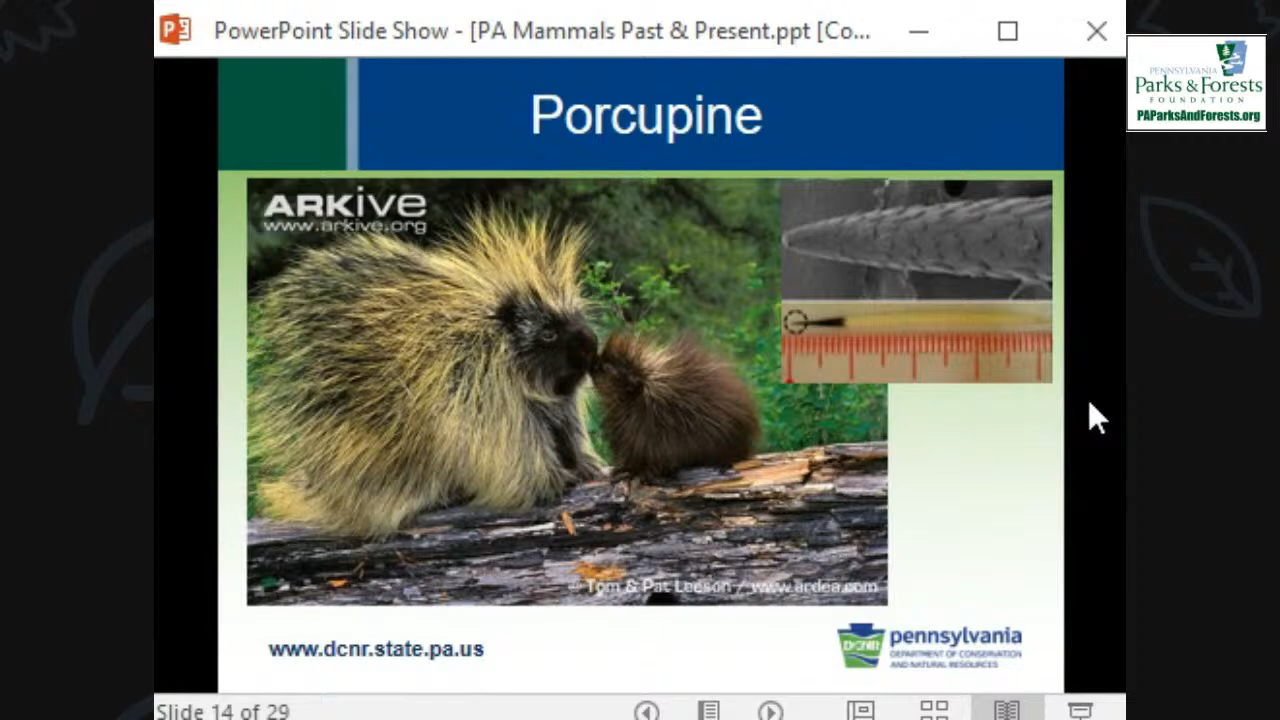 PowerPoint Slide Show - [PA Mammals Past & Present.ppt [Co...
PENNSYLVANIA
Parks & Forests
FOUNDATION
PAParksAndForests.org
Porcupine
ARKive
www.arkive.org
© Tom & Pat Leeson / www.ardea.com
www.dcnr.state.pa.us
DCNR
pennsylvania
DEPARTMENT OF CONSERVATION
AND NATURAL RESOURCES
Slide 14 of 29